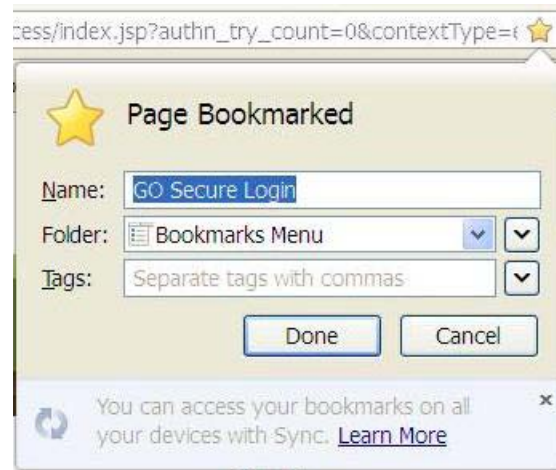 cess/index.jsp?authn_try_count=0&contextType=
Page Bookmarked
Name: GO Secure Login
Folder: Bookmarks Menu
Tags: Separate tags with commas
Done Cancel
You can access your bookmarks on all
your devices with Sync. Learn More